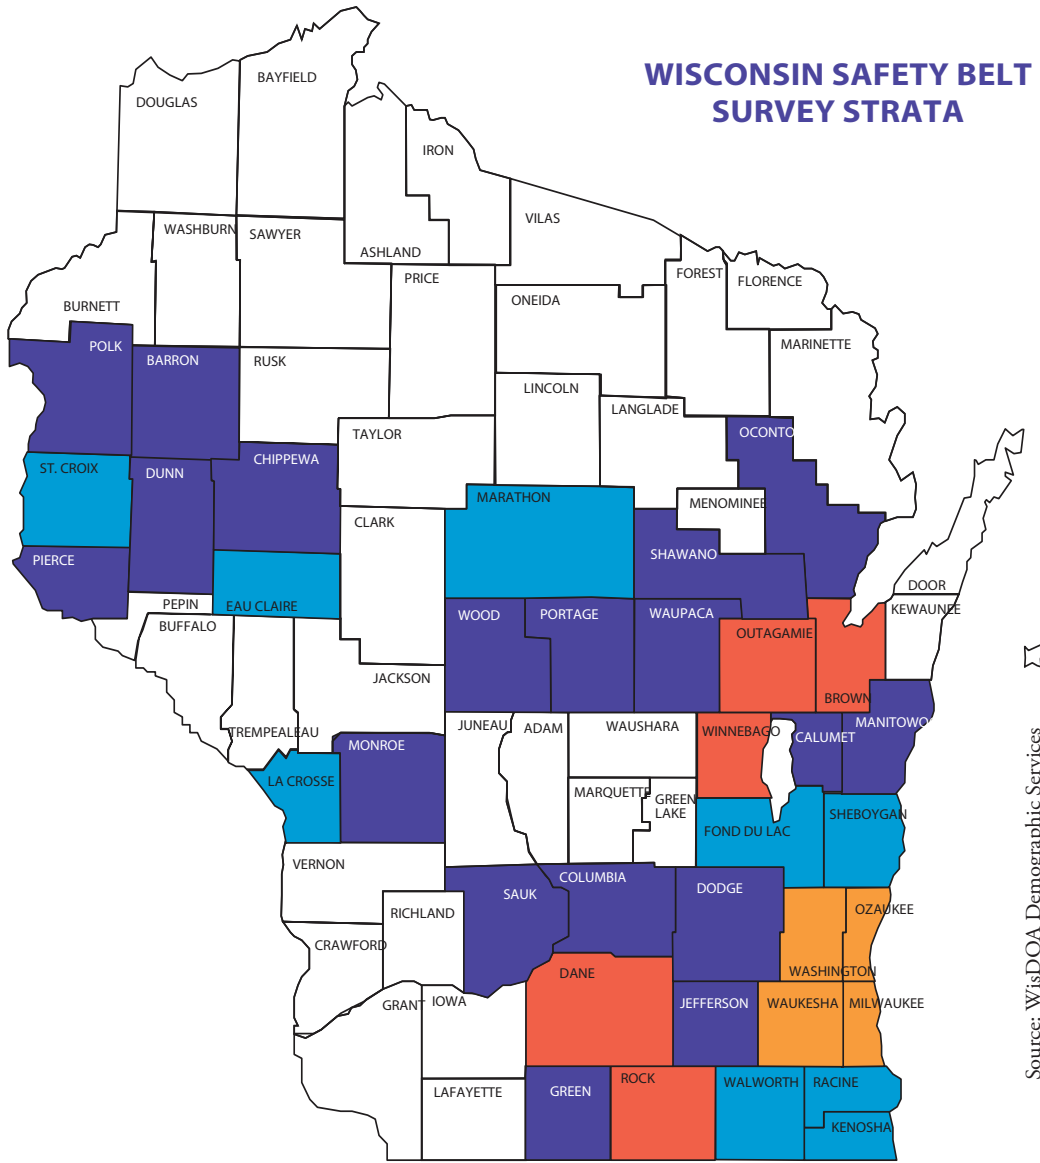 WISCONSIN SAFETY BELT
SURVEY STRATA
BAYFIELD
DOUGLAS
IRON
VILAS
WASHBURN
SAWYER
ASHLAND
PRICE
FOREST
FLORENCE
ONEIDA
BURNETT
POLK
BARRON
RUSK
MARINETTE
LINCOLN
LANGLADE
TAYLOR
OCONTO
ST. CROIX
DUNN
CHIPPEWA
MARATHON
MENOMINEE
CLARK
PIERCE
SHAWANO
DOOR
PEPIN
EAU CLAIRE
KEWAUNEE
BUFFALO
WOOD
PORTAGE
WAUPACA
OUTAGAMIE
JACKSON
BROWN
TREMPEALEAU
MONROE
JUNEAU
ADAM
WAUSHARA
WINNEBAGO
CALUMET
MANITOWOC
LA CROSSE
MARQUETTE
GREEN
LAKE
FOND DU LAC
SHEBOYGAN
VERNON
SAUK
COLUMBIA
DODGE
RICHLAND
OZAUKEE
CRAWFORD
DANE
WASHINGTON
GRANT
IOWA
JEFFERSON
WAUKESHA
MILWAUKEE
LAFAYETTE
GREEN
ROCK
WALWORTH
RACINE
KENOSHA
Source: WisDOA Demographic Services